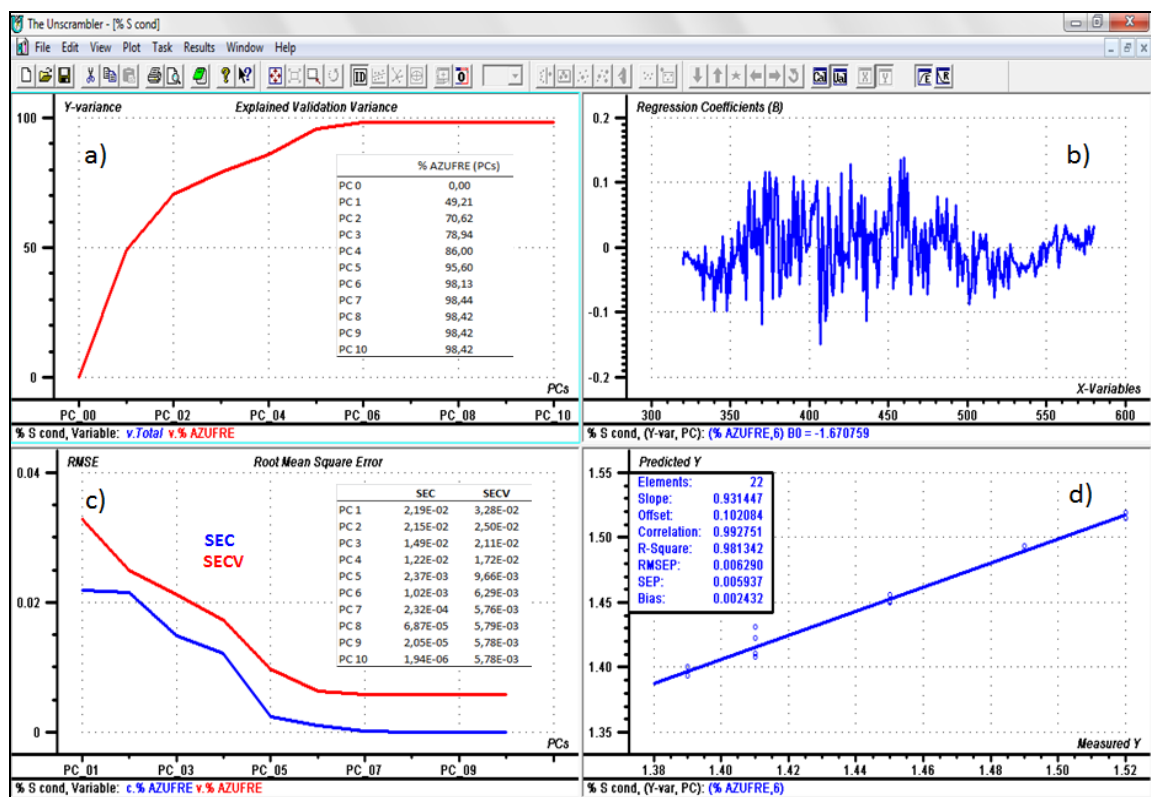 The Unscrambler - [% S cond]
File Edit View Plot Task Results Window Help
Y-variance Explained Validation Variance
a)
100
50
0
% AZUFRE (PCs)
PC 0 0,00
PC 1 49,21
PC 2 70,62
PC 3 78,94
PC 4 86,00
PC 5 95,60
PC 6 98,13
PC 7 98,44
PC 8 98,42
PC 9 98,42
PC 10 98,42
PCs
PC_00 PC_02 PC_04 PC_06 PC_08 PC_10
% S cond, Variable: v.Total v.% AZUFRE
Regression Coefficients (B)
b)
0.2
0.1
0
-0.1
-0.2
X-Variables
300 350 400 450 500 550 600
% S cond, (Y-var, PC): (% AZUFRE,6) B0 = -1.670759
RMSE Root Mean Square Error
c)
0.04
0.02
0
SEC
SECV
SEC SECV
PC 1 2,19E-02 3,28E-02
PC 2 2,15E-02 2,50E-02
PC 3 1,49E-02 2,11E-02
PC 4 1,22E-02 1,72E-02
PC 5 2,37E-03 9,66E-03
PC 6 1,02E-03 6,29E-03
PC 7 2,32E-04 5,76E-03
PC 8 6,87E-05 5,79E-03
PC 9 2,05E-05 5,78E-03
PC 10 1,94E-06 5,78E-03
PCs
PC_01 PC_03 PC_05 PC_07 PC_09
% S cond, Variable: c.% AZUFRE v.% AZUFRE
Predicted Y
d)
1.55
1.50
1.45
1.40
1.35
Elements: 22
Slope: 0.931447
Offset: 0.102084
Correlation: 0.992751
R-Square: 0.981342
RMSEP: 0.006290
SEP: 0.005937
Bias: 0.002432
Measured Y
1.38 1.40 1.42 1.44 1.46 1.48 1.50 1.52
% S cond, (Y-var, PC): (% AZUFRE,6)